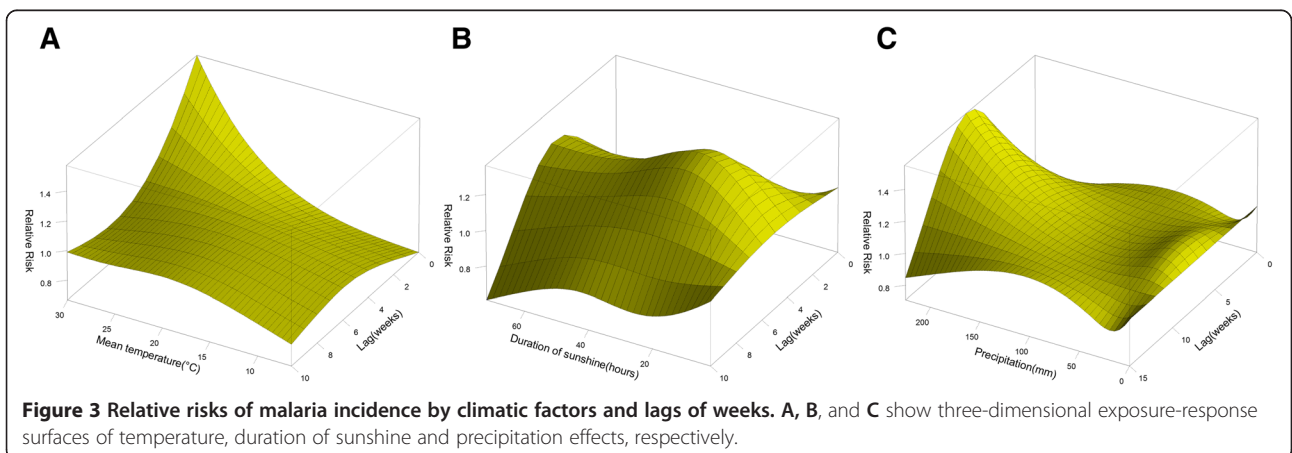 A
B
C
1.4
1.2
1.0
0.8
Relative Risk
30
25
20
15
10
Mean temperature(°C)
0
2
4
6
8
10
Lag(weeks)
1.2
1.0
0.8
Relative Risk
60
40
20
Duration of sunshine(hours)
0
2
4
6
8
10
Lag(weeks)
1.4
1.2
1.0
0.8
Relative Risk
200
150
100
50
0
Precipitation(mm)
0
5
10
15
Lag(weeks)
Figure 3 Relative risks of malaria incidence by climatic factors and lags of weeks. A, B, and C show three-dimensional exposure-response
surfaces of temperature, duration of sunshine and precipitation effects, respectively.